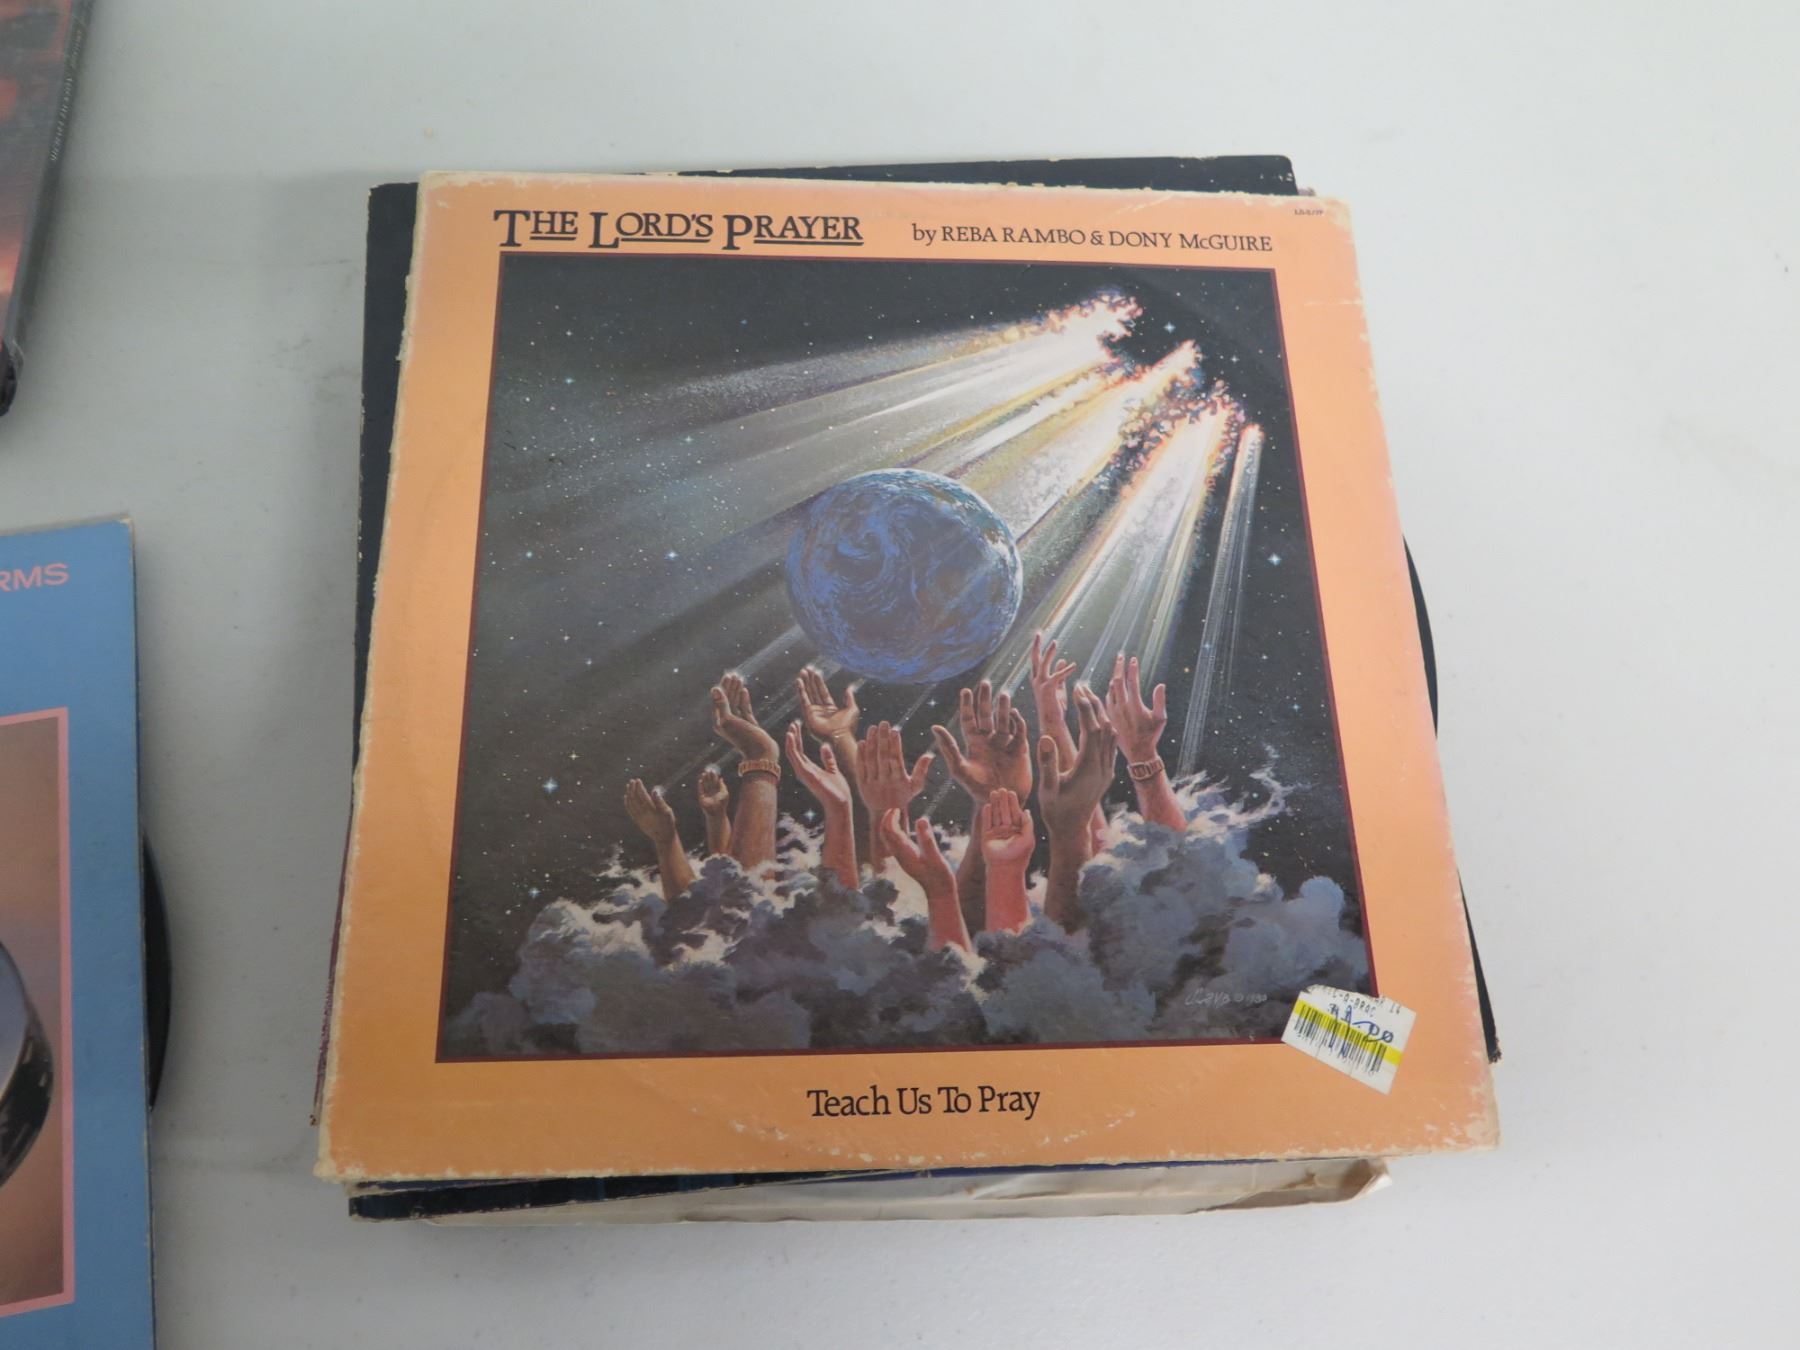 THE LORD'S PRAYER by REBA RAMBO & DONY McGUIRE
Teach Us To Pray
RMS